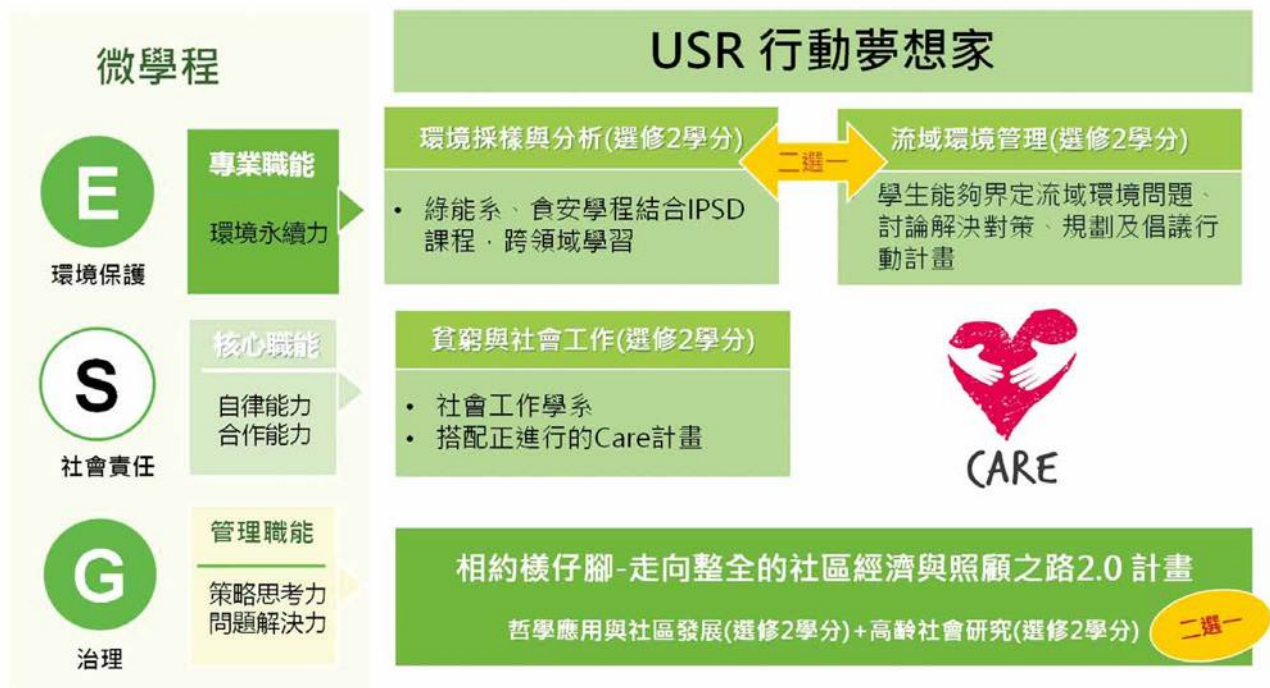 微學程
USR 行動夢想家
E
環境保護
專業職能
環境永續力
環境採樣與分析(選修2學分)
• 綠能系、食安學程結合IPSD
課程，跨領域學習
二選一
流域環境管理(選修2學分)
學生能夠界定流域環境問題、
討論解決對策、規劃及倡議行
動計畫
S
社會責任
核心職能
自律能力
合作能力
貧窮與社會工作(選修2學分)
• 社會工作學系
• 搭配正進行的Care計畫
CARE
G
治理
管理職能
策略思考力
問題解決力
相約樣仔腳-走向整全的社區經濟與照顧之路2.0 計畫
哲學應用與社區發展(選修2學分)+高齡社會研究(選修2學分)
二選一